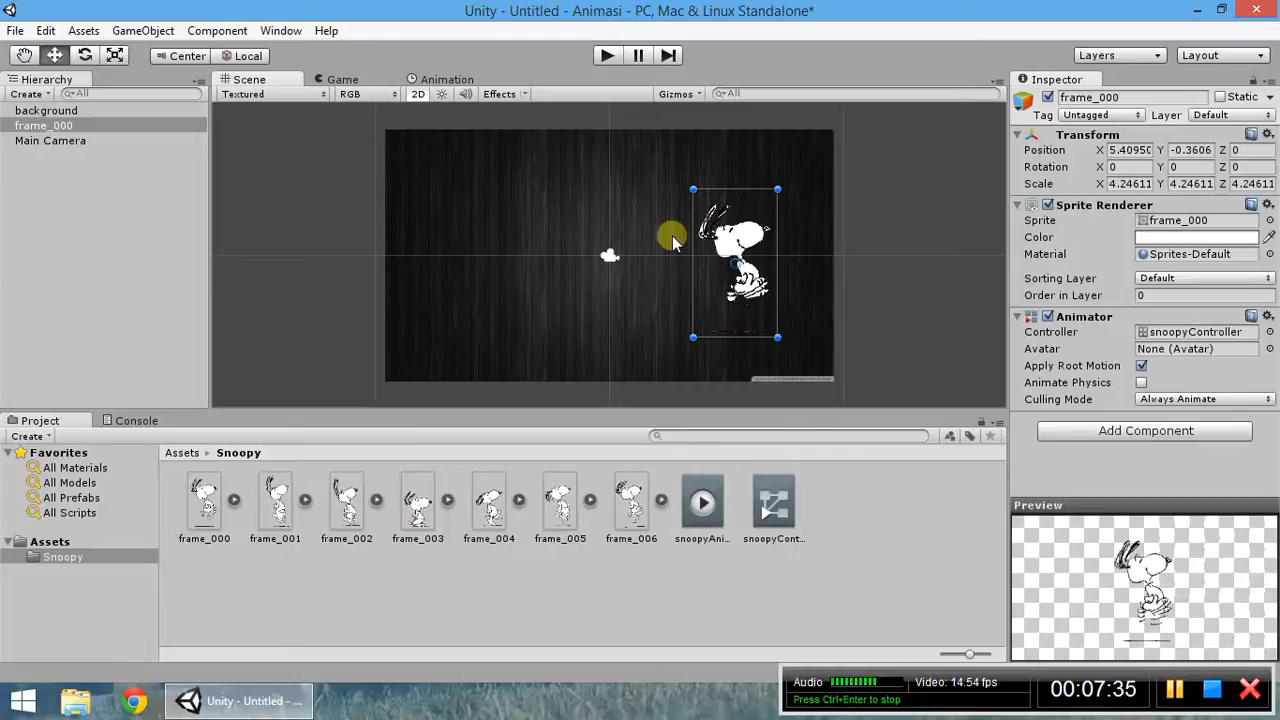 Unity - Untitled - Animasi - PC, Mac & Linux Standalone*
File Edit Assets GameObject Component Window Help
Center Local Layers Layout
Hierarchy Scene Game Animation Inspector
Create All Textured RGB 2D Effects Gizmos All
frame_000 Static
background
frame_000
Main Camera
Tag Untagged Layer Default
Transform
Position X 5.4095( Y -0.3606 Z 0
Rotation X 0 Y 0 Z 0
Scale X 4.24611 Y 4.24611 Z 4.24611
Sprite Renderer
Sprite frame_000
Color
Material Sprites-Default
Sorting Layer Default
Order in Layer 0
Animator
Controller snoopyController
Avatar None (Avatar)
Apply Root Motion
Animate Physics
Culling Mode Always Animate
Add Component
Project Console
Create
Favorites
All Materials
All Models
All Prefabs
All Scripts
Assets
Snoopy
Assets Snoopy
frame_000 frame_001 frame_002 frame_003 frame_004 frame_005 frame_006 snoopyAni... snoopyCont...
Preview
Unity - Untitled - ...
Audio Video: 14.54 fps
Press Ctrl+Enter to stop
00:07:35